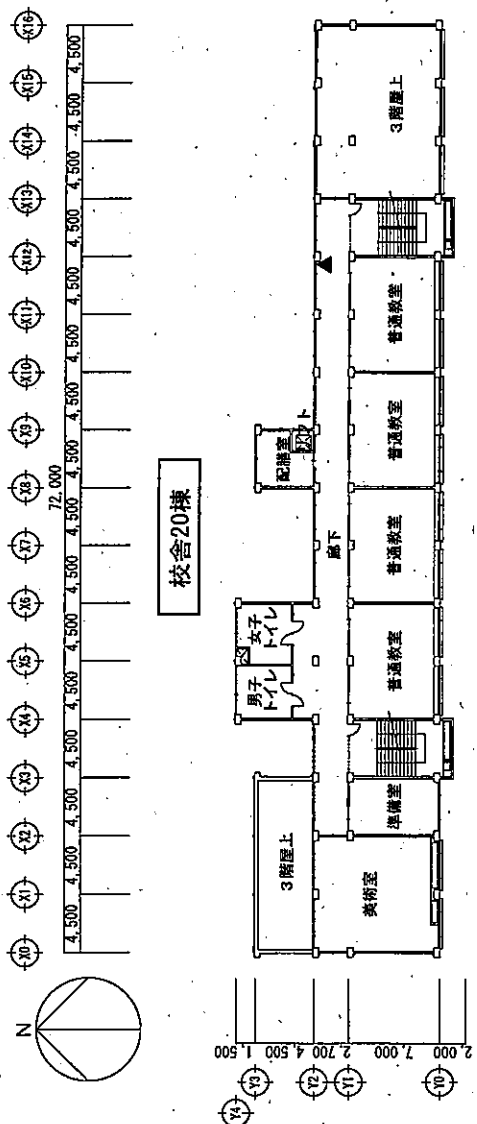 X0 X1 X2 X3 X4 X5 X6 X7 X8 X9 X10 X11 X12 X13 X14 X15 X16
4,500 4,500 4,500 4,500 4,500 4,500 4,500 4,500 4,500 4,500 4,500 4,500 4,500 4,500 4,500 4,500
72,000
N
校舎20棟
Y4
Y3
Y2
Y1
Y0
1,500
4,500
2,700
7,000
2,000
3階屋上
男子
トイレ
女子
トイレ
配膳室
リフト
廊下
美術室
準備室
普通教室
普通教室
普通教室
普通教室
3階屋上